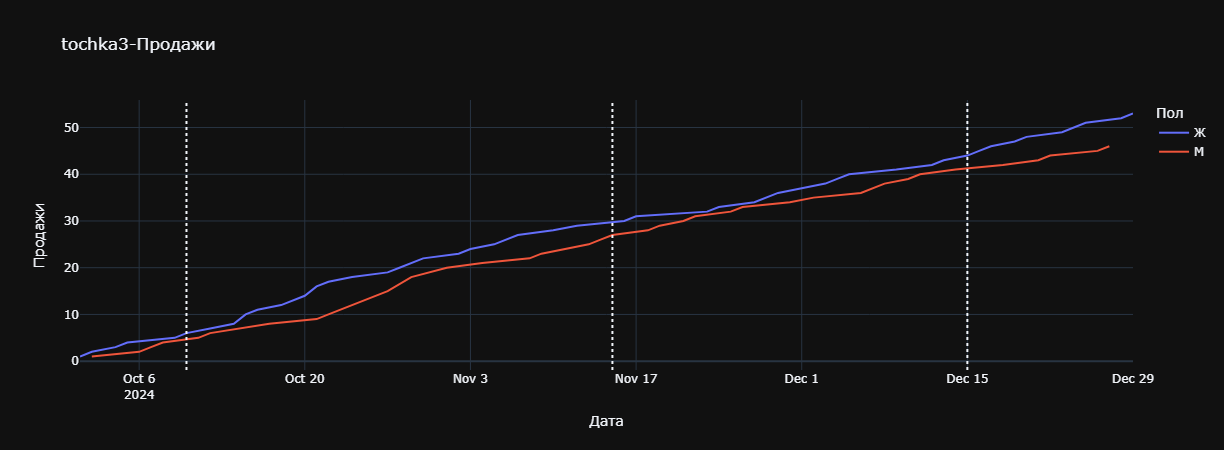 tochka3-Продажи
Пол
Ж
М
50
40
30
20
10
0
Продажи
Oct 6
2024
Oct 20
Nov 3
Nov 17
Dec 1
Dec 15
Dec 29
Дата